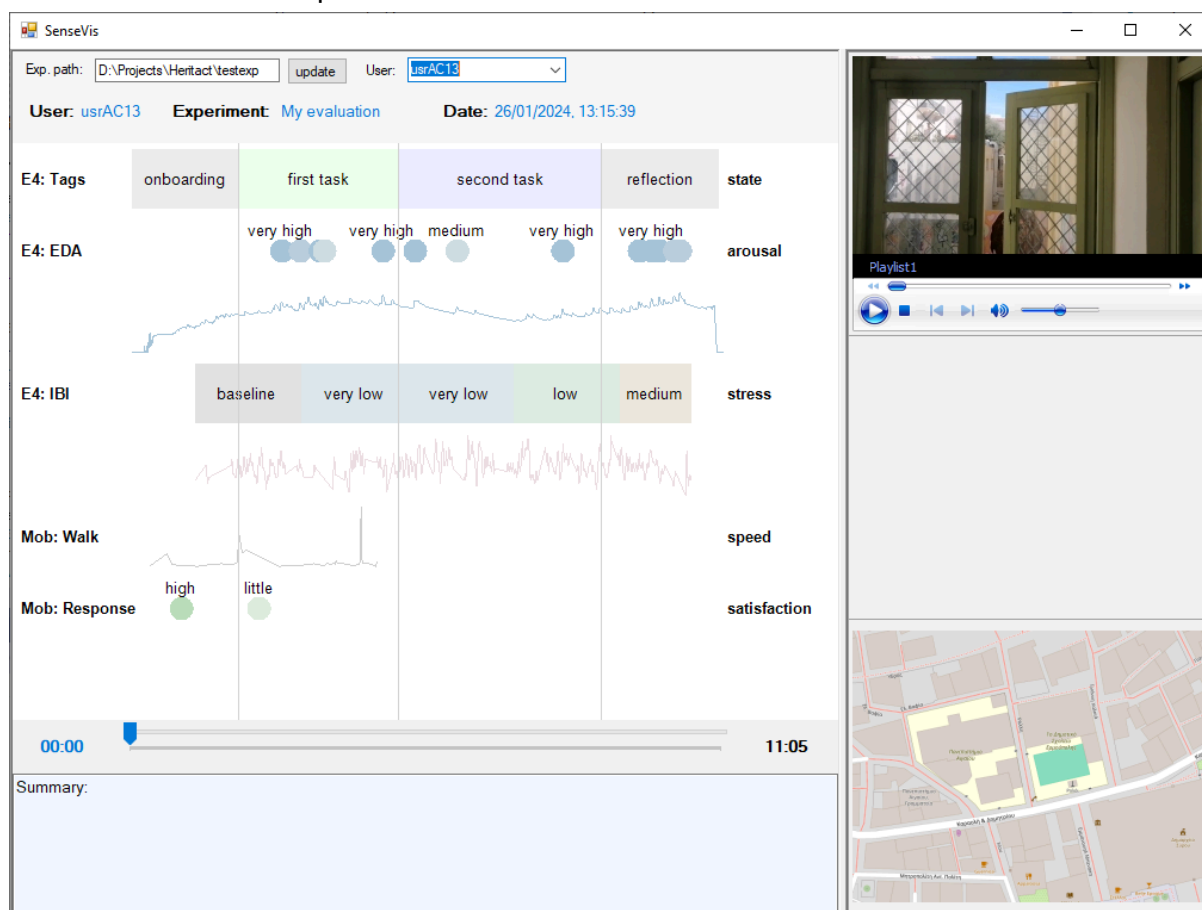 SenseVis
Exp. path: D:\Projects\Heritact\testexp update User: usrAC13
User: usrAC13 Experiment: My evaluation Date: 26/01/2024, 13:15:39
E4: Tags onboarding first task second task reflection state
very high very high medium very high very high
E4: EDA arousal
E4: IBI baseline very low very low low medium stress
Mob: Walk speed
high little
Mob: Response satisfaction
00:00 11:05
Summary:
Playlist1